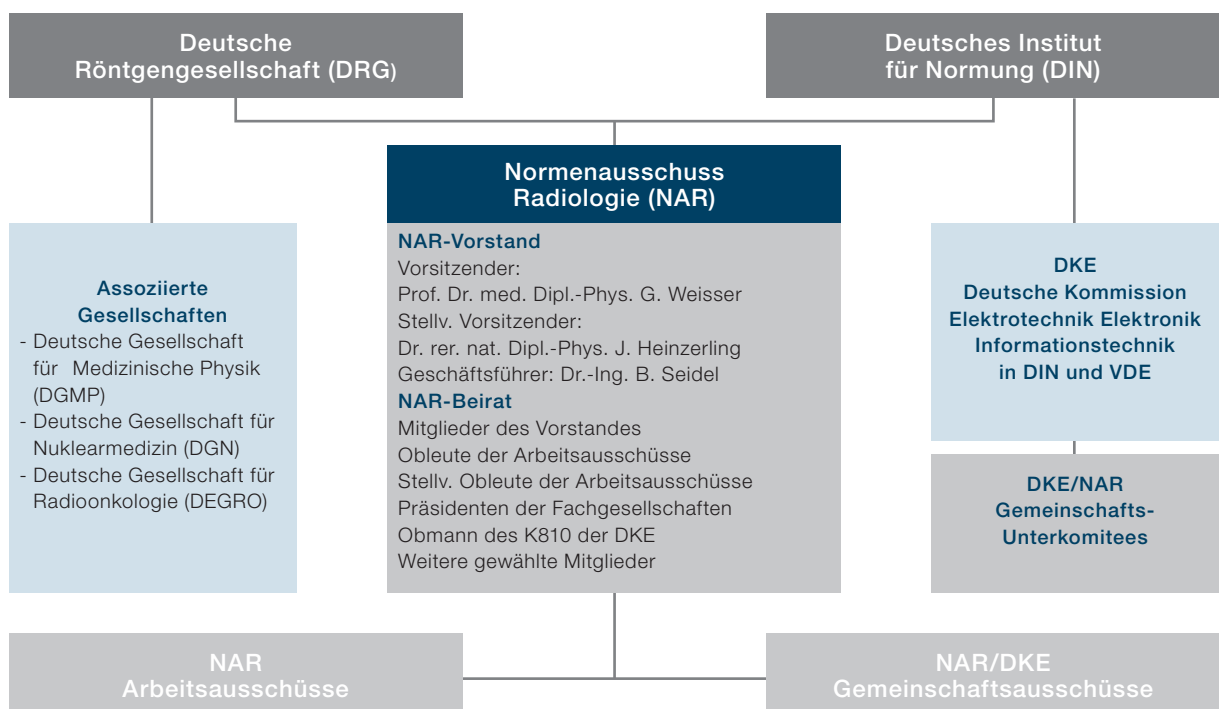 Deutsche
Röntgengesellschaft (DRG)
Deutsches Institut
für Normung (DIN)
Normenausschuss
Radiologie (NAR)
NAR-Vorstand
Vorsitzender:
Prof. Dr. med. Dipl.-Phys. G. Weisser
Stellv. Vorsitzender:
Dr. rer. nat. Dipl.-Phys. J. Heinzerling
Geschäftsführer: Dr.-Ing. B. Seidel
NAR-Beirat
Mitglieder des Vorstandes
Obleute der Arbeitsausschüsse
Stellv. Obleute der Arbeitsausschüsse
Präsidenten der Fachgesellschaften
Obmann des K810 der DKE
Weitere gewählte Mitglieder
Assoziierte
Gesellschaften
- Deutsche Gesellschaft
für Medizinische Physik
(DGMP)
- Deutsche Gesellschaft für
Nuklearmedizin (DGN)
- Deutsche Gesellschaft für
Radioonkologie (DEGRO)
DKE
Deutsche Kommission
Elektrotechnik Elektronik
Informationstechnik
in DIN und VDE
DKE/NAR
Gemeinschafts-
Unterkomitees
NAR
Arbeitsausschüsse
NAR/DKE
Gemeinschaftsausschüsse